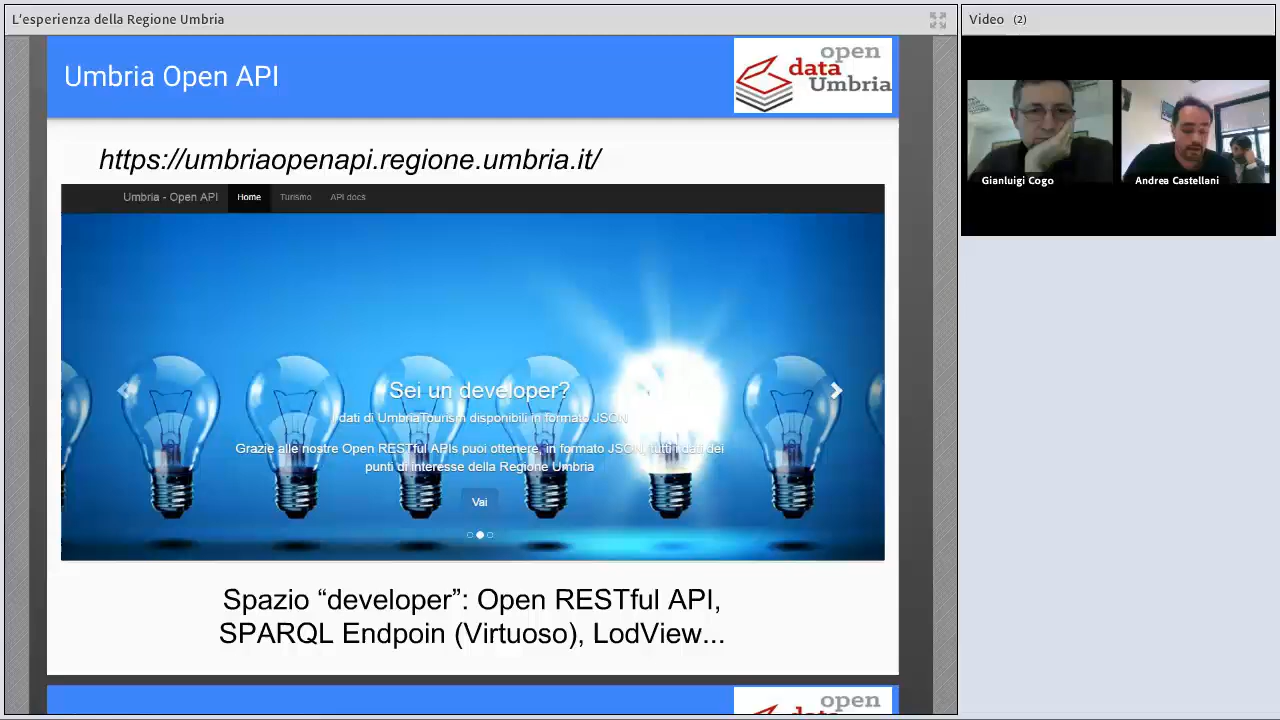 L'esperienza della Regione Umbria
Video (2)
Umbria Open API
open
data
Umbria
https://umbriaopenapi.regione.umbria.it/
Umbria - Open API Home Turismo API docs
Sei un developer?
I dati di UmbriaTourism disponibili in formato JSON
Grazie alle nostre Open RESTful APIs puoi ottenere, in formato JSON, tutti i dati dei
punti di interesse della Regione Umbria
Vai
Spazio “developer”: Open RESTful API,
SPARQL Endpoin (Virtuoso), LodView...
open
data
Gianluigi Cogo
Andrea Castellani